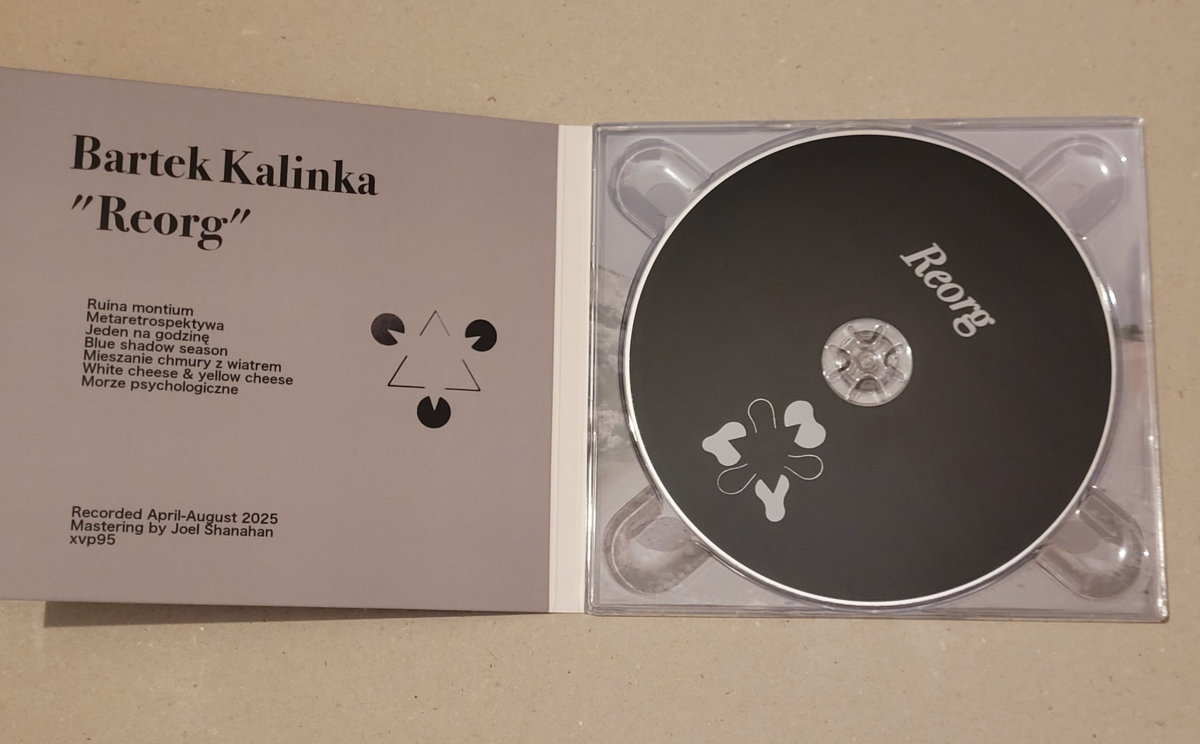 Bartek Kalinka
"Reorg"
Ruina montium
Metaretrospektywa
Jeden na godzinę
Blue shadow season
Mieszanie chmury z wiatrem
White cheese & yellow cheese
Morze psychologiczne
Recorded April-August 2025
Mastering by Joel Shanahan
xvp95
Reorg